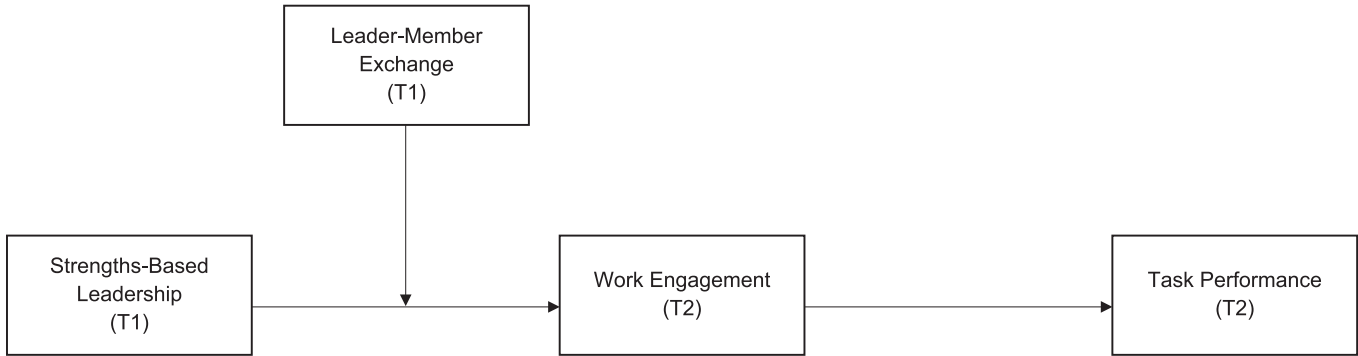 Leader-Member
Exchange
(T1)
Strengths-Based
Leadership
(T1)
Work Engagement
(T2)
Task Performance
(T2)